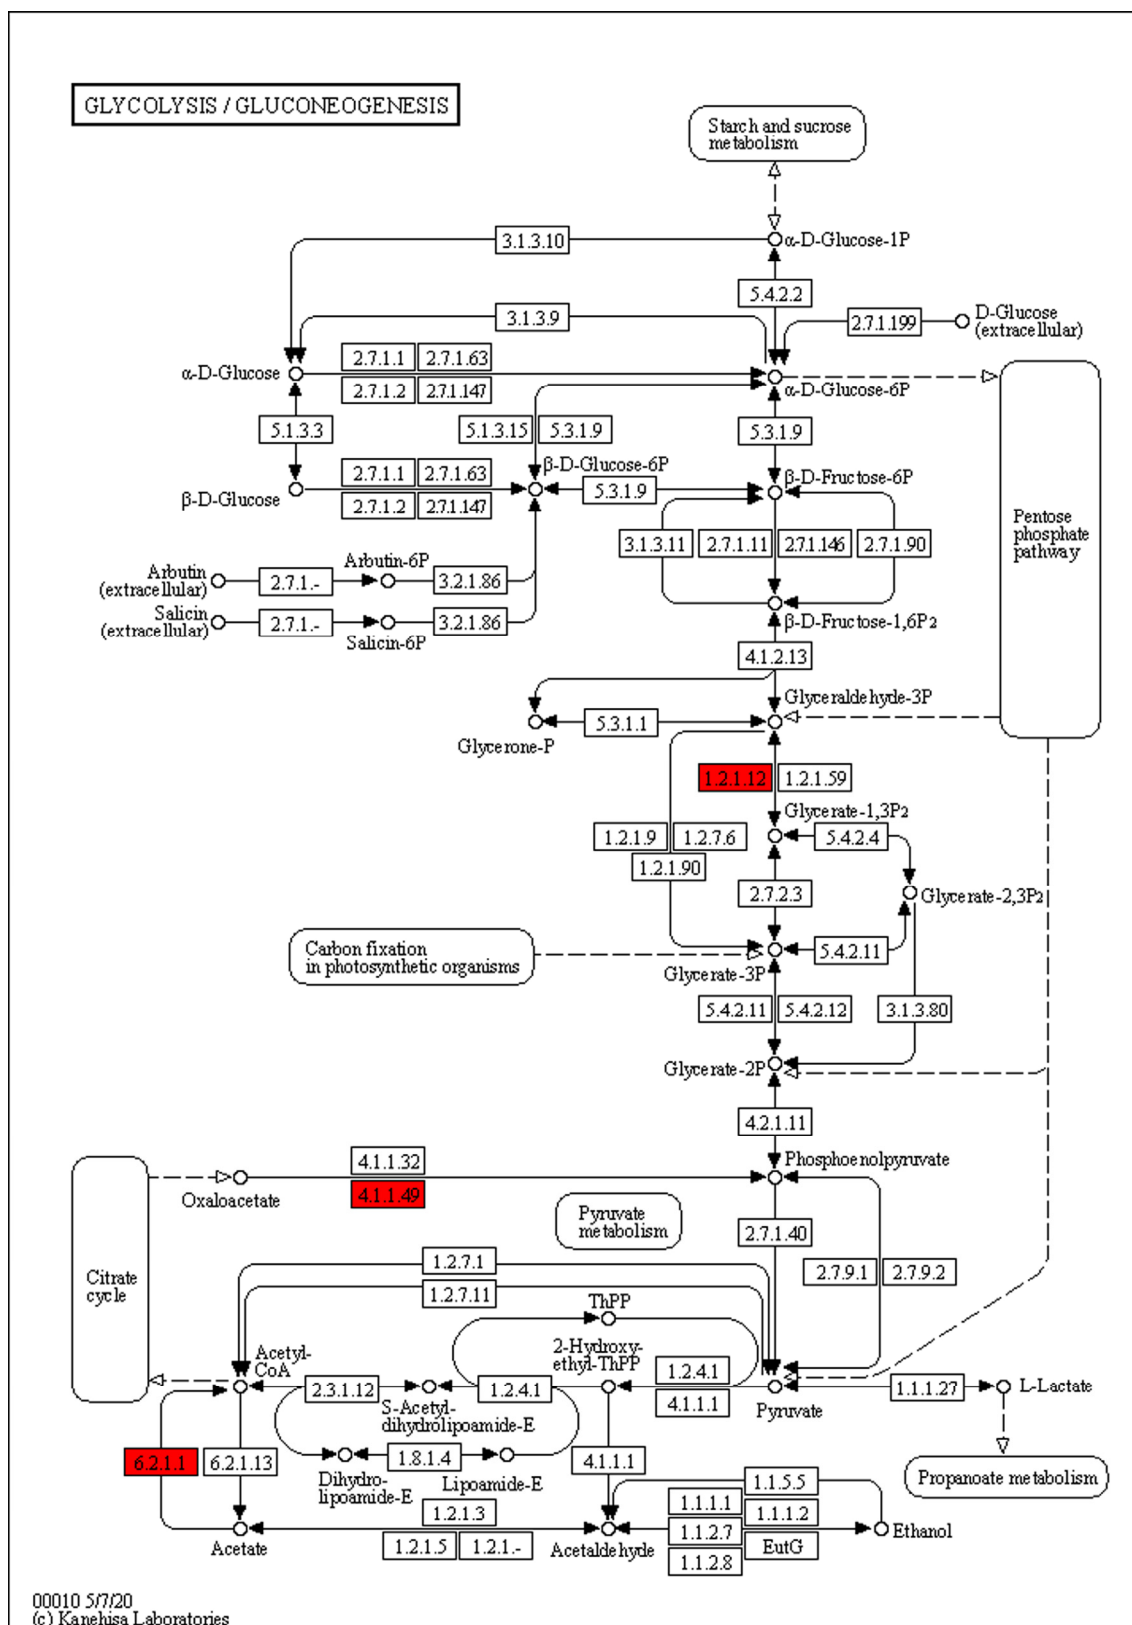 GLYCOLYSIS / GLUCONEOGENESIS
Starch and sucrose
metabolism
3.1.3.10
α-D-Glucose-1P
5.4.2.2
3.1.3.9
2.7.1.199
D-Glucose
(extracellular)
2.7.1.1
2.7.1.63
α-D-Glucose
2.7.1.2
2.7.1.147
α-D-Glucose-6P
5.1.3.3
5.1.3.15
5.3.1.9
5.3.1.9
2.7.1.1
2.7.1.63
β-D-Glucose-6P
β-D-Fructose-6P
β-D-Glucose
2.7.1.2
2.7.1.147
5.3.1.9
Pentose
phosphate
pathway
3.1.3.11
2.7.1.11
2.7.1.146
2.7.1.90
Arbutin
(extracellular)
2.7.1.-
Arbutin-6P
3.2.1.86
Salicin
(extracellular)
2.7.1.-
Salicin-6P
3.2.1.86
β-D-Fructose-1,6P2
4.1.2.13
Glyceraldehyde-3P
5.3.1.1
Glycerone-P
1.2.1.12
1.2.1.59
Glycerate-1,3P2
1.2.1.9
1.2.7.6
5.4.2.4
1.2.1.90
2.7.2.3
Glycerate-2,3P2
Carbon fixation
in photosynthetic organisms
5.4.2.11
Glycerate-3P
5.4.2.11
5.4.2.12
3.1.3.80
Glycerate-2P
4.2.1.11
4.1.1.32
Phosphoenolpyruvate
Oxaloacetate
4.1.1.49
Pyruvate
metabolism
2.7.1.40
1.2.7.1
2.7.9.1
2.7.9.2
Citrate
cycle
1.2.7.11
ThPP
Acetyl-
CoA
2-Hydroxy-
ethyl-ThPP
1.2.4.1
2.3.1.12
1.2.4.1
1.1.1.27
L-Lactate
S-Acetyl-
dihydrolipoamide-E
4.1.1.1
Pyruvate
6.2.1.1
6.2.1.13
1.8.1.4
4.1.1.1
Dihydro-
lipoamide-E
Lipoamide-E
Propanoate metabolism
1.1.5.5
1.2.1.3
1.1.1.1
1.1.1.2
Acetate
1.2.1.5
1.2.1.-
Acetaldehyde
1.1.2.7
Ethanol
EutG
1.1.2.8
00010 5/7/20
(c) Kanehisa Laboratories